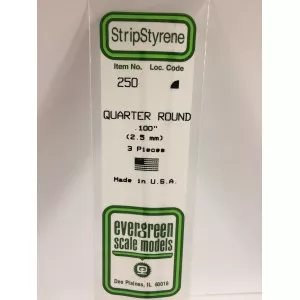 StripStyrene
Item No. Loc. Code
250
QUARTER ROUND
.100"
(2.5 mm)
3 Pieces
Made in U.S.A.
evergreen
scale models
Des Plaines, IL 60018